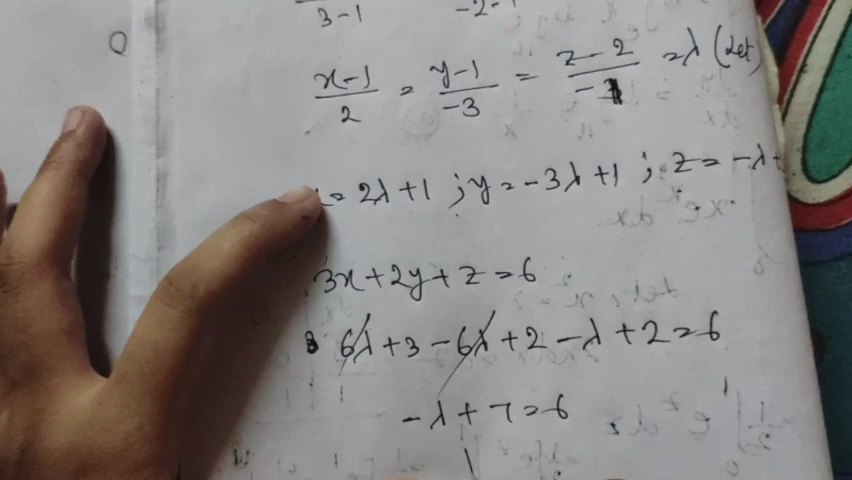 3-1 -2-1
x-1/2 = y-1/-3 = z-2/-1 = λ (let)
x = 2λ+1 ; y = -3λ+1 ; z = -λ+
3x+2y+z=6
6λ+3-6λ+2-λ+2=6
-λ+7=6